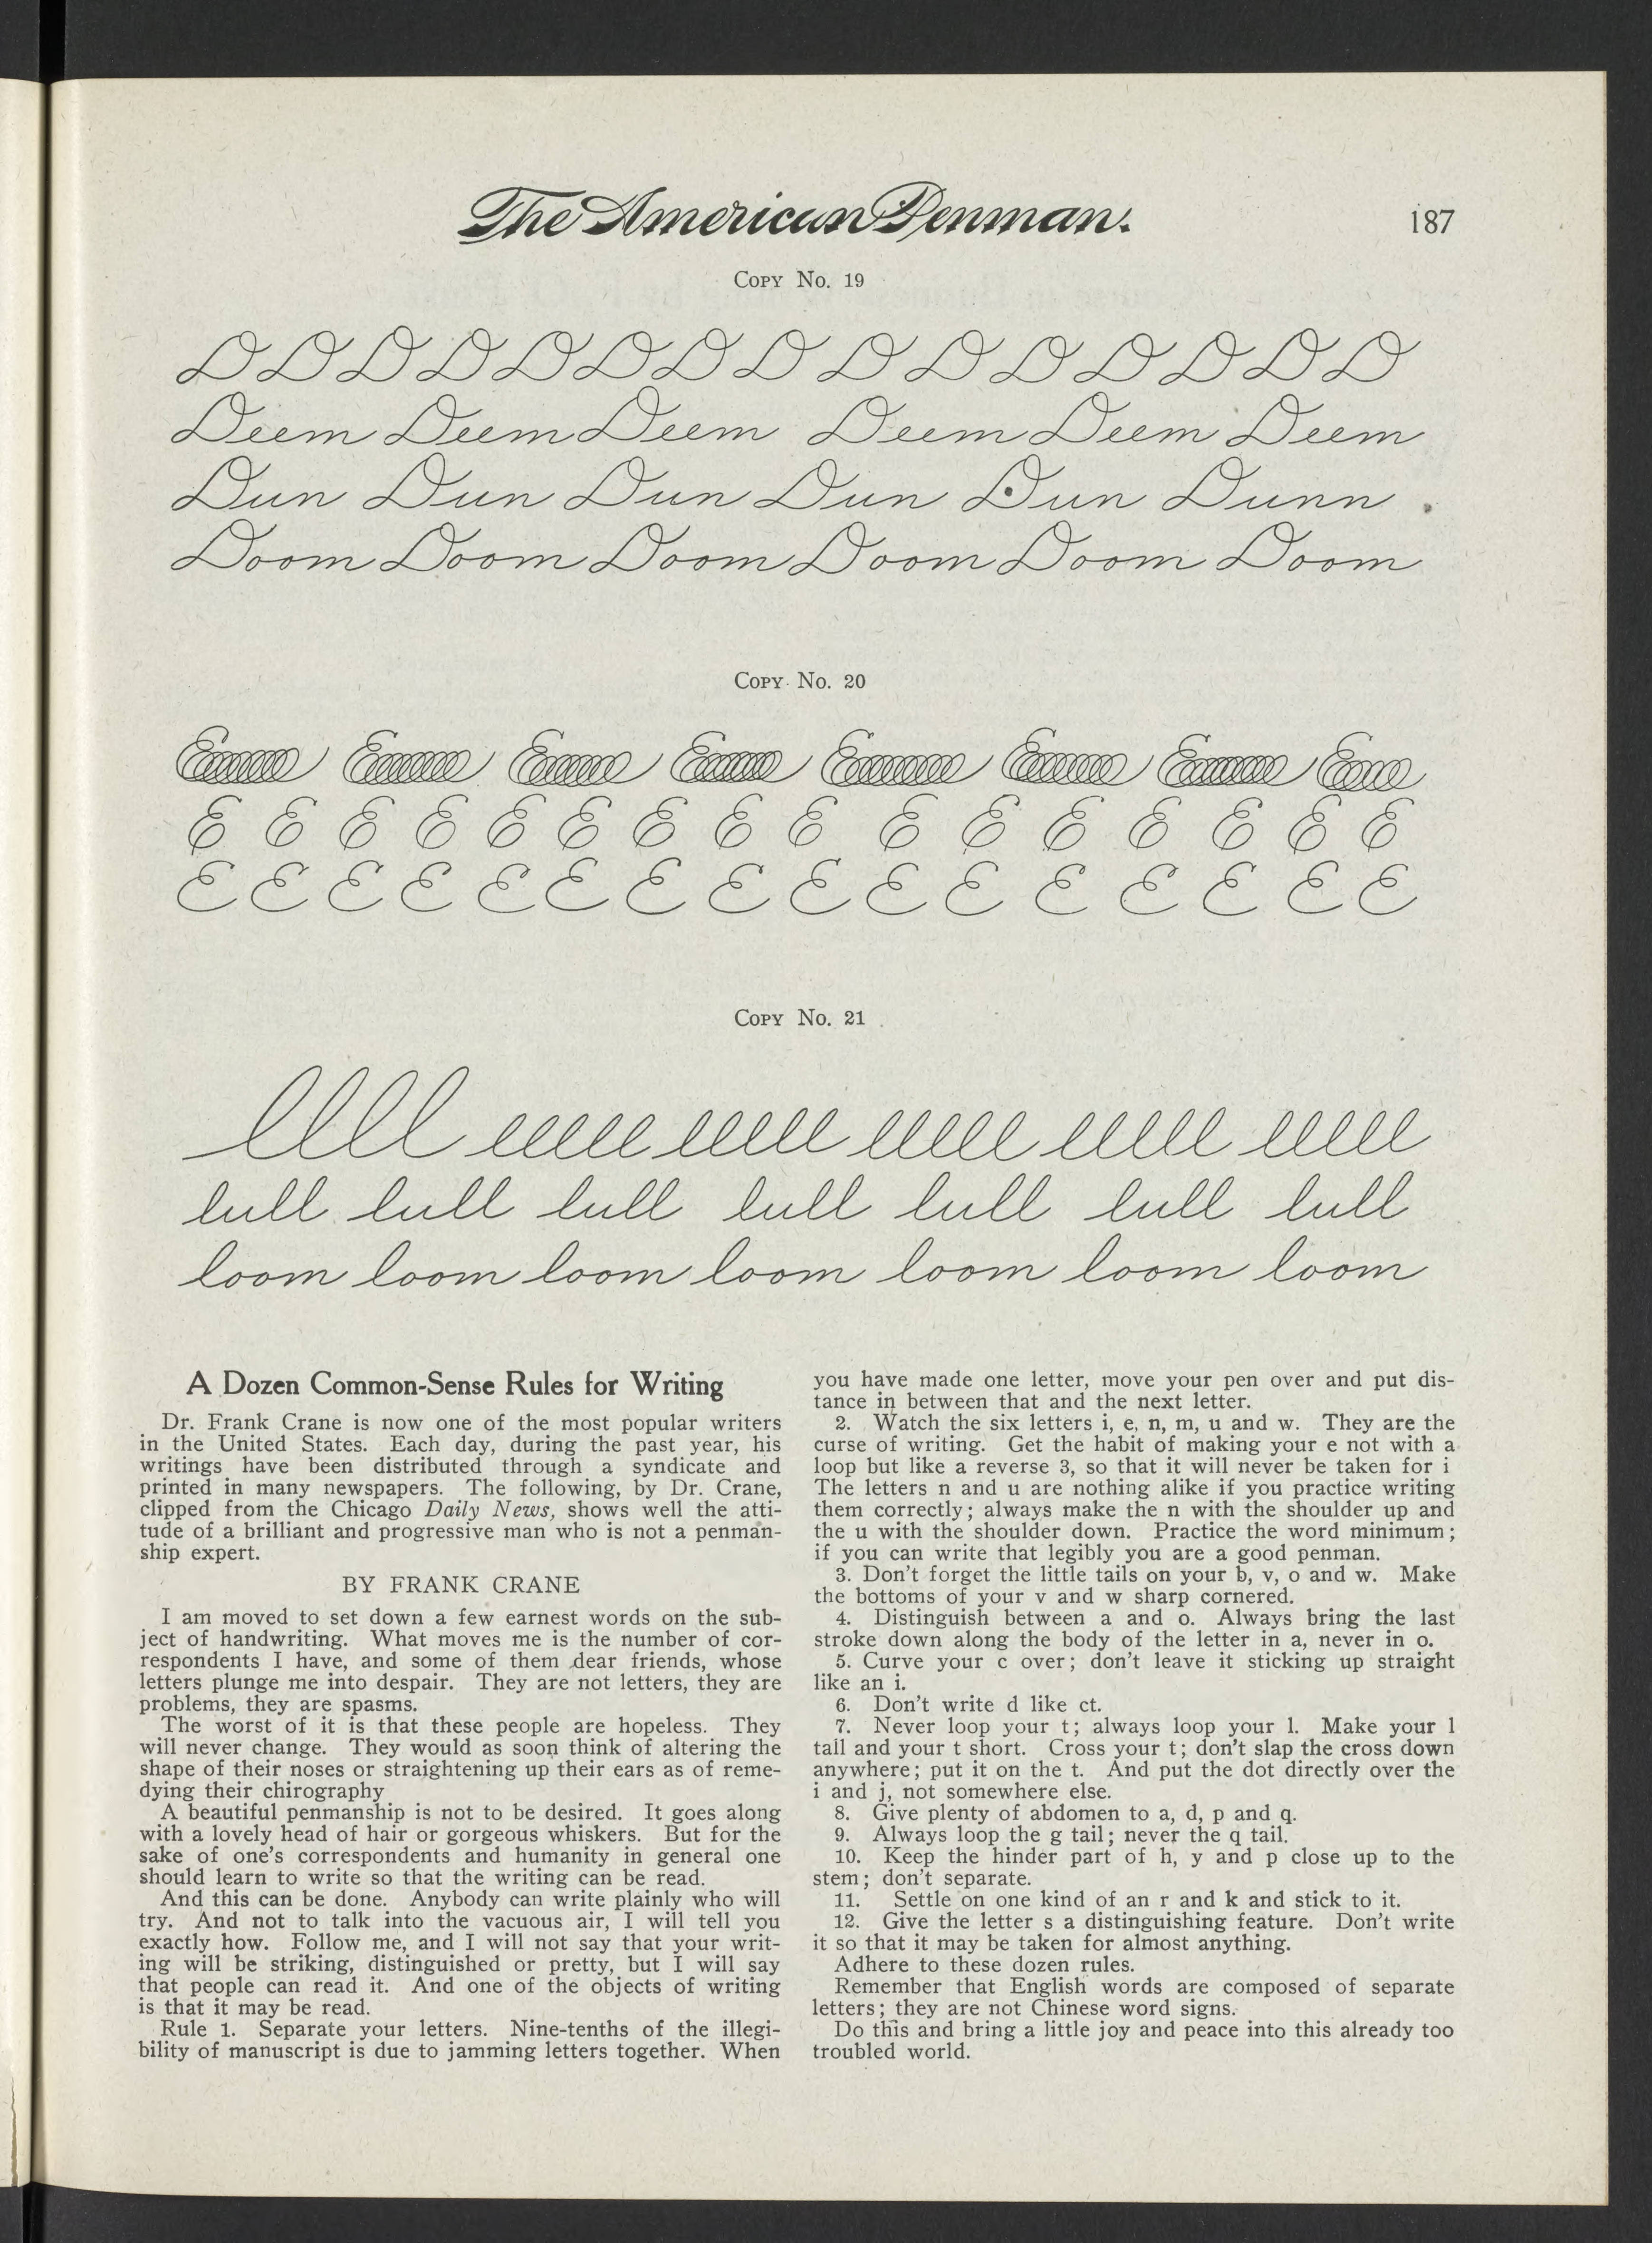 The American Penman.
187
Copy No. 19
D D D D D D D D D D D D D D D
Deem Deem Deem Deem Deem Deem
Dun Dun Dun Dun Dun Dunn
Doom Doom Doom Doom Doom Doom
Copy No. 20
E E E E E E E E
E E E E E E E E E E E E E E E E
E E E E E E E E E E E E E E E E
Copy No. 21
llll eeeee eeeee eeeee eeeee eeeee
lull lull lull lull lull lull lull
loom loom loom loom loom loom loom
A Dozen Common-Sense Rules for Writing
Dr. Frank Crane is now one of the most popular writers
in the United States. Each day, during the past year, his
writings have been distributed through a syndicate and
printed in many newspapers. The following, by Dr. Crane,
clipped from the Chicago Daily News, shows well the atti-
tude of a brilliant and progressive man who is not a penman-
ship expert.
BY FRANK CRANE
I am moved to set down a few earnest words on the sub-
ject of handwriting. What moves me is the number of cor-
respondents I have, and some of them dear friends, whose
letters plunge me into despair. They are not letters, they are
problems, they are spasms.
The worst of it is that these people are hopeless. They
will never change. They would as soon think of altering the
shape of their noses or straightening up their ears as of reme-
dying their chirography
A beautiful penmanship is not to be desired. It goes along
with a lovely head of hair or gorgeous whiskers. But for the
sake of one's correspondents and humanity in general one
should learn to write so that the writing can be read.
And this can be done. Anybody can write plainly who will
try. And not to talk into the vacuous air, I will tell you
exactly how. Follow me, and I will not say that your writ-
ing will be striking, distinguished or pretty, but I will say
that people can read it. And one of the objects of writing
is that it may be read.
Rule 1. Separate your letters. Nine-tenths of the illegi-
bility of manuscript is due to jamming letters together. When
you have made one letter, move your pen over and put dis-
tance in between that and the next letter.
2. Watch the six letters i, e, n, m, u and w. They are the
curse of writing. Get the habit of making your e not with a
loop but like a reverse 3, so that it will never be taken for i
The letters n and u are nothing alike if you practice writing
them correctly; always make the n with the shoulder up and
the u with the shoulder down. Practice the word minimum;
if you can write that legibly you are a good penman.
3. Don't forget the little tails on your b, v, o and w. Make
the bottoms of your v and w sharp cornered.
4. Distinguish between a and o. Always bring the last
stroke down along the body of the letter in a, never in o.
5. Curve your c over; don't leave it sticking up straight
like an i.
6. Don't write d like ct.
7. Never loop your t; always loop your l. Make your l
tall and your t short. Cross your t; don't slap the cross down
anywhere; put it on the t. And put the dot directly over the
i and j, not somewhere else.
8. Give plenty of abdomen to a, d, p and q.
9. Always loop the g tail; never the q tail.
10. Keep the hinder part of h, y and p close up to the
stem; don't separate.
11. Settle on one kind of an r and k and stick to it.
12. Give the letter s a distinguishing feature. Don't write
it so that it may be taken for almost anything.
Adhere to these dozen rules.
Remember that English words are composed of separate
letters; they are not Chinese word signs.
Do this and bring a little joy and peace into this already too
troubled world.